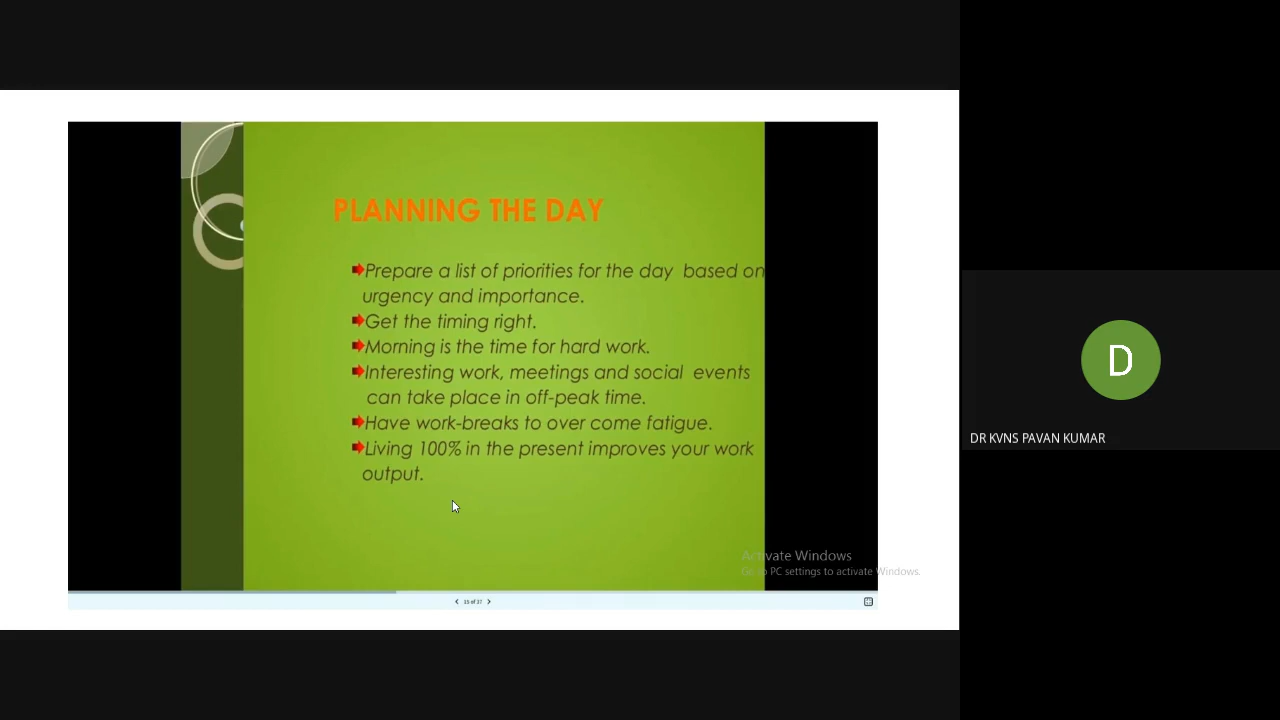 PLANNING THE DAY
Prepare a list of priorities for the day based on
urgency and importance.
Get the timing right.
Morning is the time for hard work.
Interesting work, meetings and social events
can take place in off-peak time.
Have work-breaks to over come fatigue.
Living 100% in the present improves your work
output.
Activate Windows
Go to PC settings to activate Windows.
15 of 37
D
DR KVNS PAVAN KUMAR